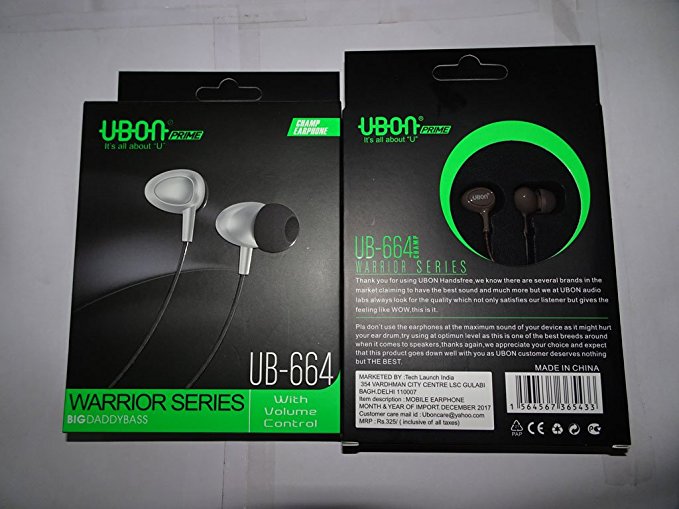 UBON® PRIME
It's all about "U"
CHAMP
EARPHONE
UB-664
WARRIOR SERIES
BIGDADDYBASS
With
Volume
Control
UBON® PRIME
It's all about "U"
UBON
UB-664 CHAMP
WARRIOR SERIES
Thank you for using UBON Handsfree,we know there are several brands in the
market claiming to have the best sound and much more but we at UBON audio
labs always look for the quality which not only satisfies our listener but gives the
feeling like WOW,this is it.
Pls don't use the earphones at the maximum sound of your device as it might hurt
your ear drum,try using at optimun level as this is one of the best breeds around
when it comes to speakers,thanks again,we appreciate your choice and expect
that this product goes down well with you as UBON customer deserves nothing
but THE BEST.
MADE IN CHINA
MARKETED BY :Tech Launch India
354 VARDHMAN CITY CENTRE LSC GULABI
BAGH.DELHI 110007
Item description : MOBILE EARPHONE
MONTH & YEAR OF IMPORT.DECEMBER 2017
Customer care mail id : Uboncare@yahoo.com
MRP : Rs.325/ ( inclusive of all taxes)
1 564567 365433
PAP
CE